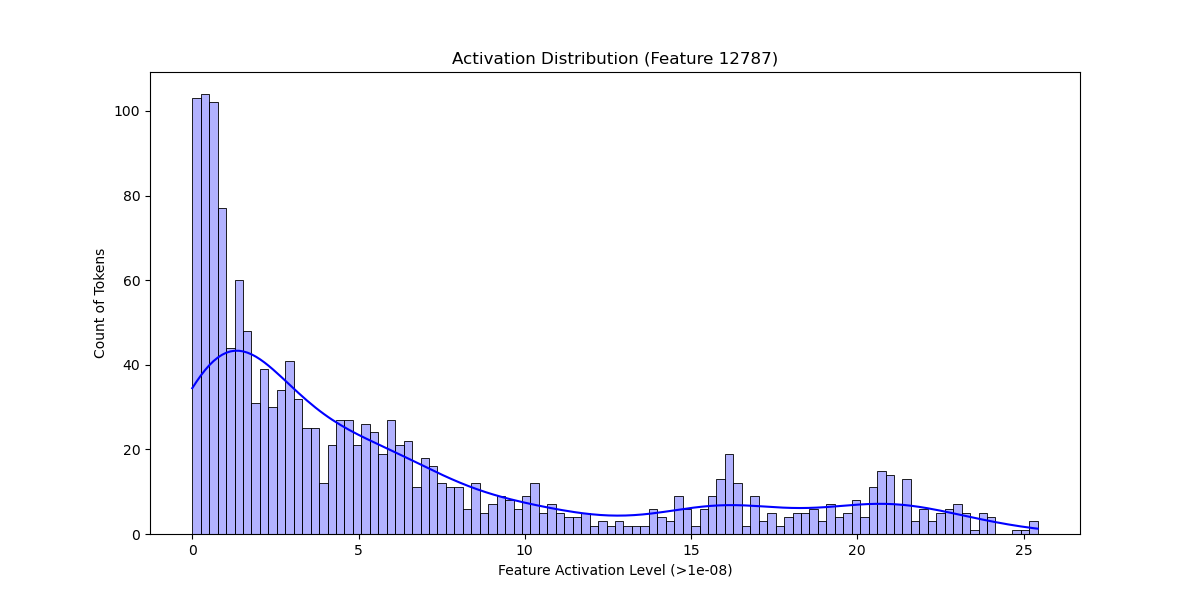 Activation Distribution (Feature 12787)
100
80
60
40
20
0
Count of Tokens
0 5 10 15 20 25
Feature Activation Level (>1e-08)